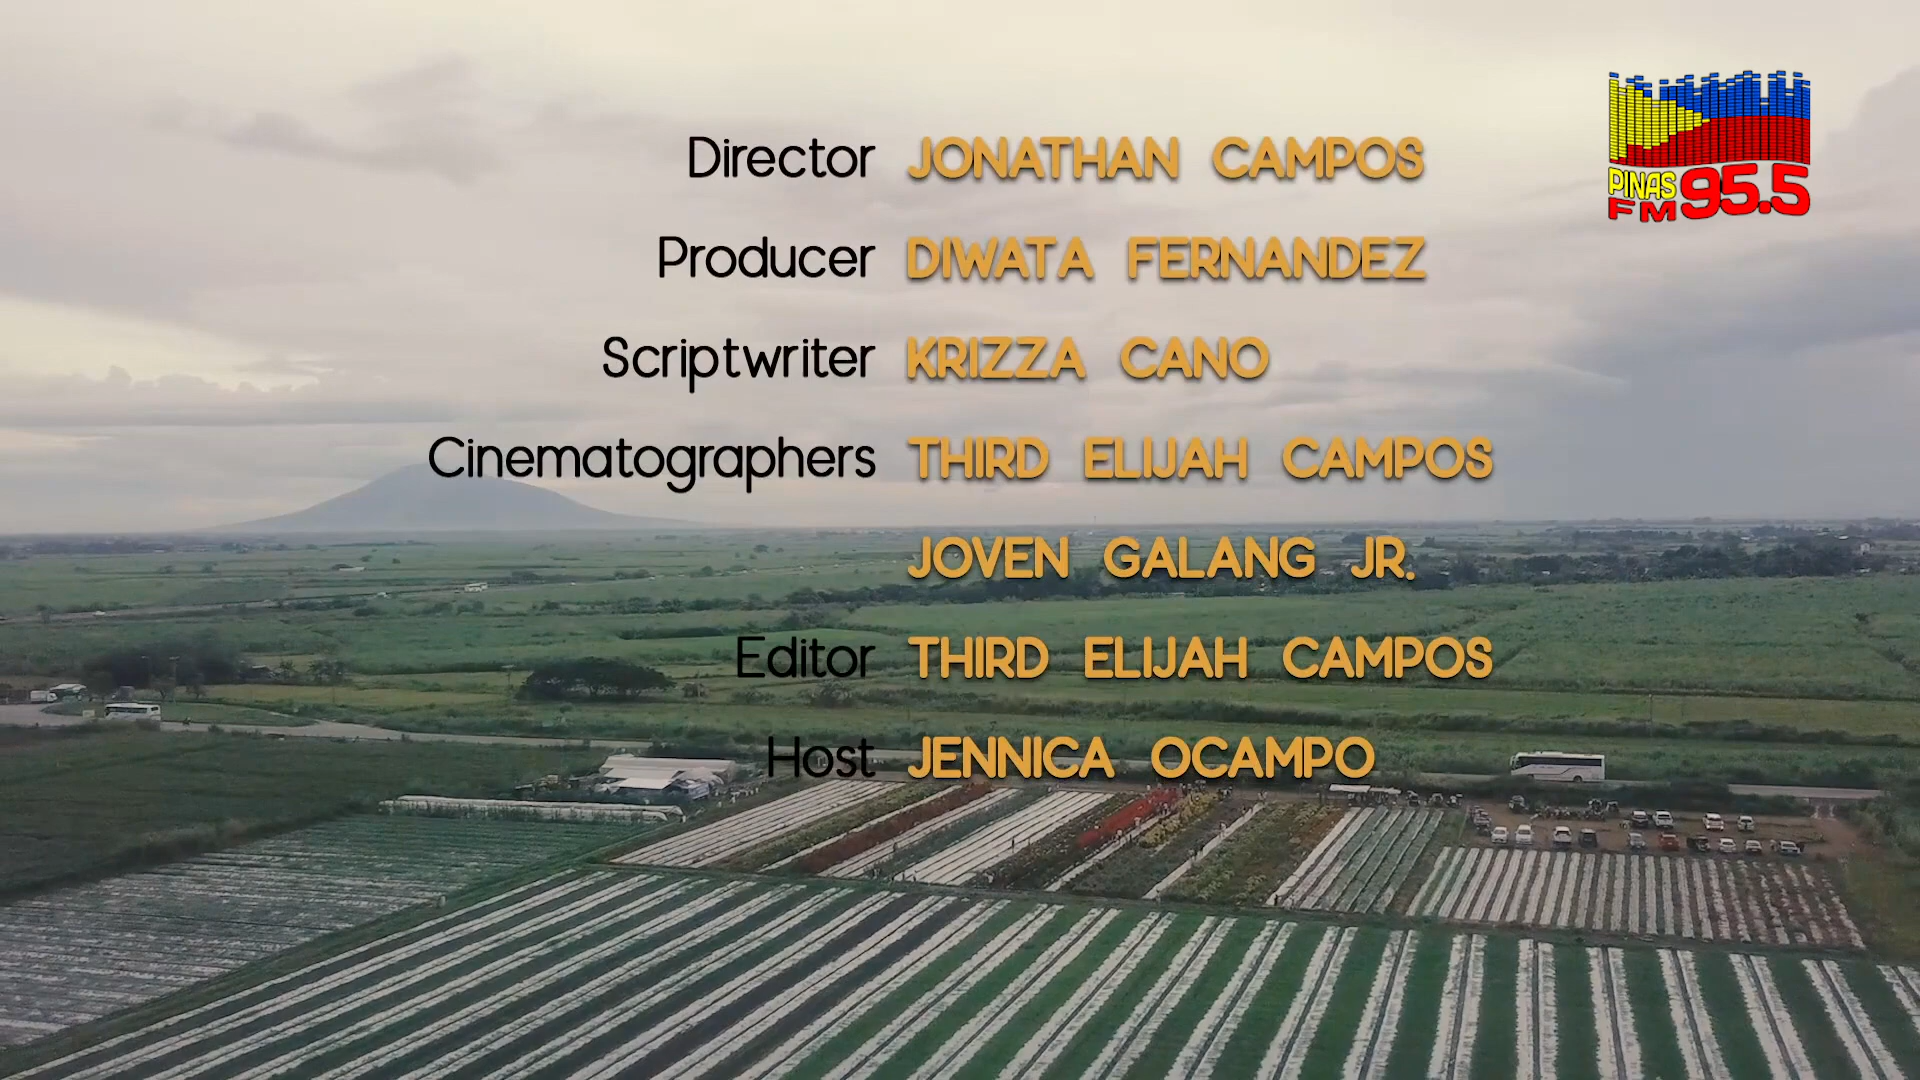 Director JONATHAN CAMPOS
Producer DIWATA FERNANDEZ
Scriptwriter KRIZZA CANO
Cinematographers THIRD ELIJAH CAMPOS
JOVEN GALANG JR.
Editor THIRD ELIJAH CAMPOS
Host JENNICA OCAMPO
PINAS
FM 95.5